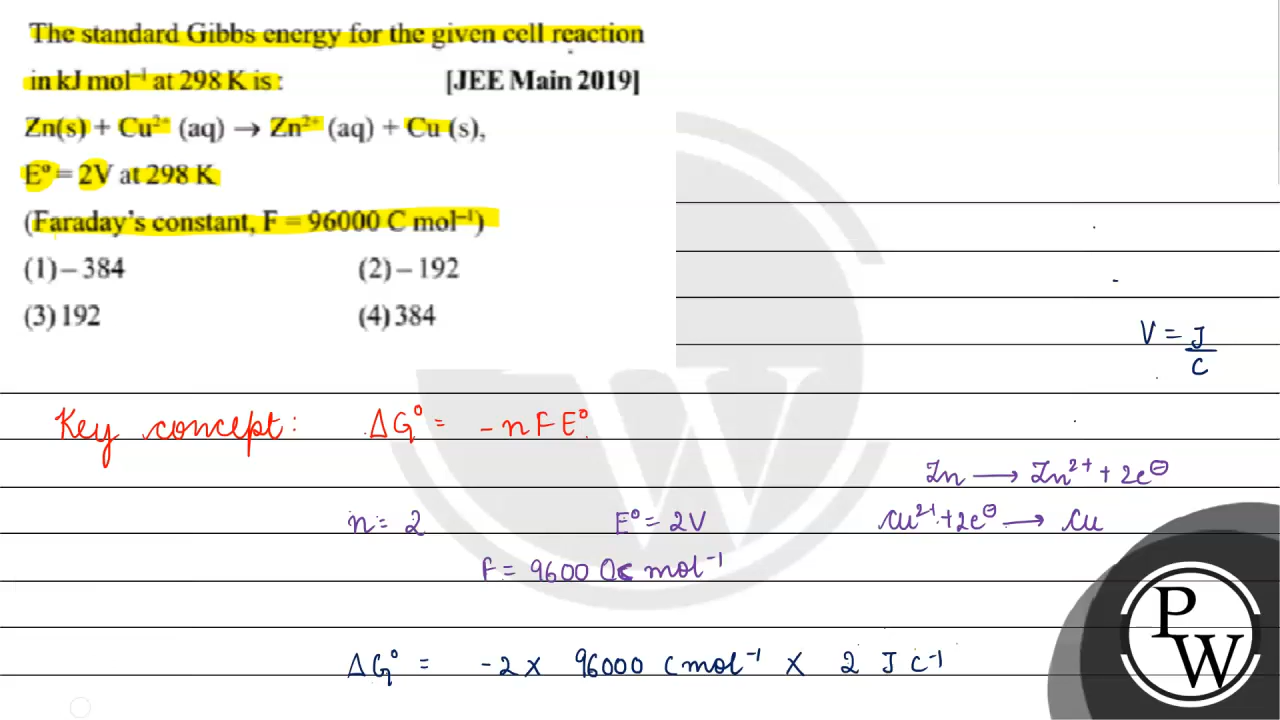 The standard Gibbs energy for the given cell reaction
in kJ mol⁻¹ at 298 K is : [JEE Main 2019]
Zn(s) + Cu²⁺ (aq) → Zn²⁺ (aq) + Cu (s),
E° = 2V at 298 K
(Faraday's constant, F = 96000 C mol⁻¹)
(1) – 384 (2) – 192
(3) 192 (4) 384
V = J/C
Key concept: ΔG° = -nFE°.
Zn ⟶ Zn²⁺ + 2e⊖
n = 2 E° = 2V Cu²⁺ + 2e⊖ ⟶ Cu
F = 96000 C mol⁻¹
ΔG° = -2 × 96000 C mol⁻¹ × 2 J C⁻¹
P
W